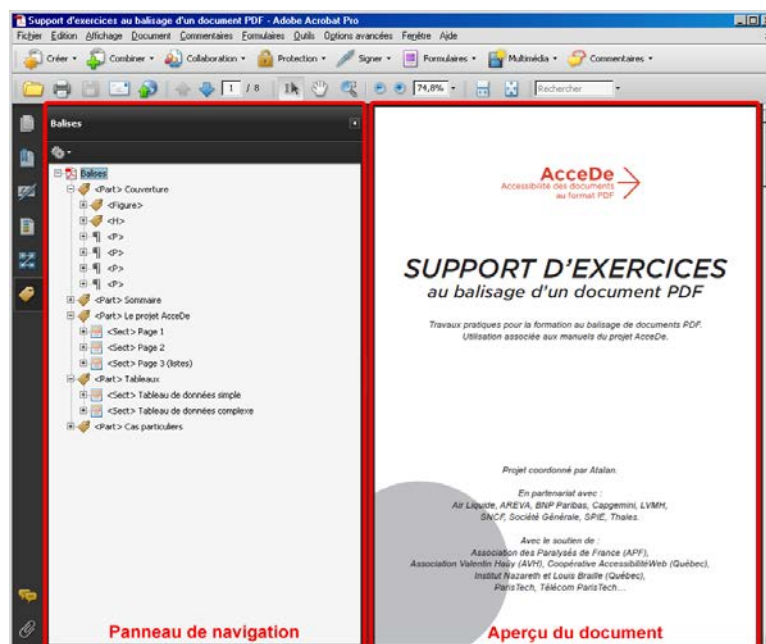 Support d'exercices au balisage d'un document PDF - Adobe Acrobat Pro
Fichier Edition Affichage Document Commentaires Formulaires Outils Options avancées Fenêtre Aide
Créer Combiner Collaboration Protection Signer Formulaires Multimédia Commentaires
1 / 8 74,8% Rechercher
Balises
Balises
<Part> Couverture
<Figure>
<H>
<P>
<P>
<P>
<P>
<Part> Sommaire
<Part> Le projet AcceDe
<Sect> Page 1
<Sect> Page 2
<Sect> Page 3 (listes)
<Part> Tableaux
<Sect> Tableau de données simple
<Sect> Tableau de données complexe
<Part> Cas particuliers
Panneau de navigation
AcceDe
Accessibilité des documents
au format PDF
SUPPORT D'EXERCICES
au balisage d'un document PDF
Travaux pratiques pour la formation au balisage de documents PDF.
Utilisation associée aux manuels du projet AcceDe.
Projet coordonné par Atalan.
En partenariat avec :
Air Liquide, AREVA, BNP Paribas, Capgemini, LVMH,
SNCF, Société Générale, SPIE, Thales.
Avec le soutien de :
Association des Paralysés de France (APF),
Association Valentin Haüy (AVH), Coopérative AccessibilitéWeb (Québec),
Institut Nazareth et Louis Braille (Québec),
ParisTech, Télécom ParisTech...
Aperçu du document